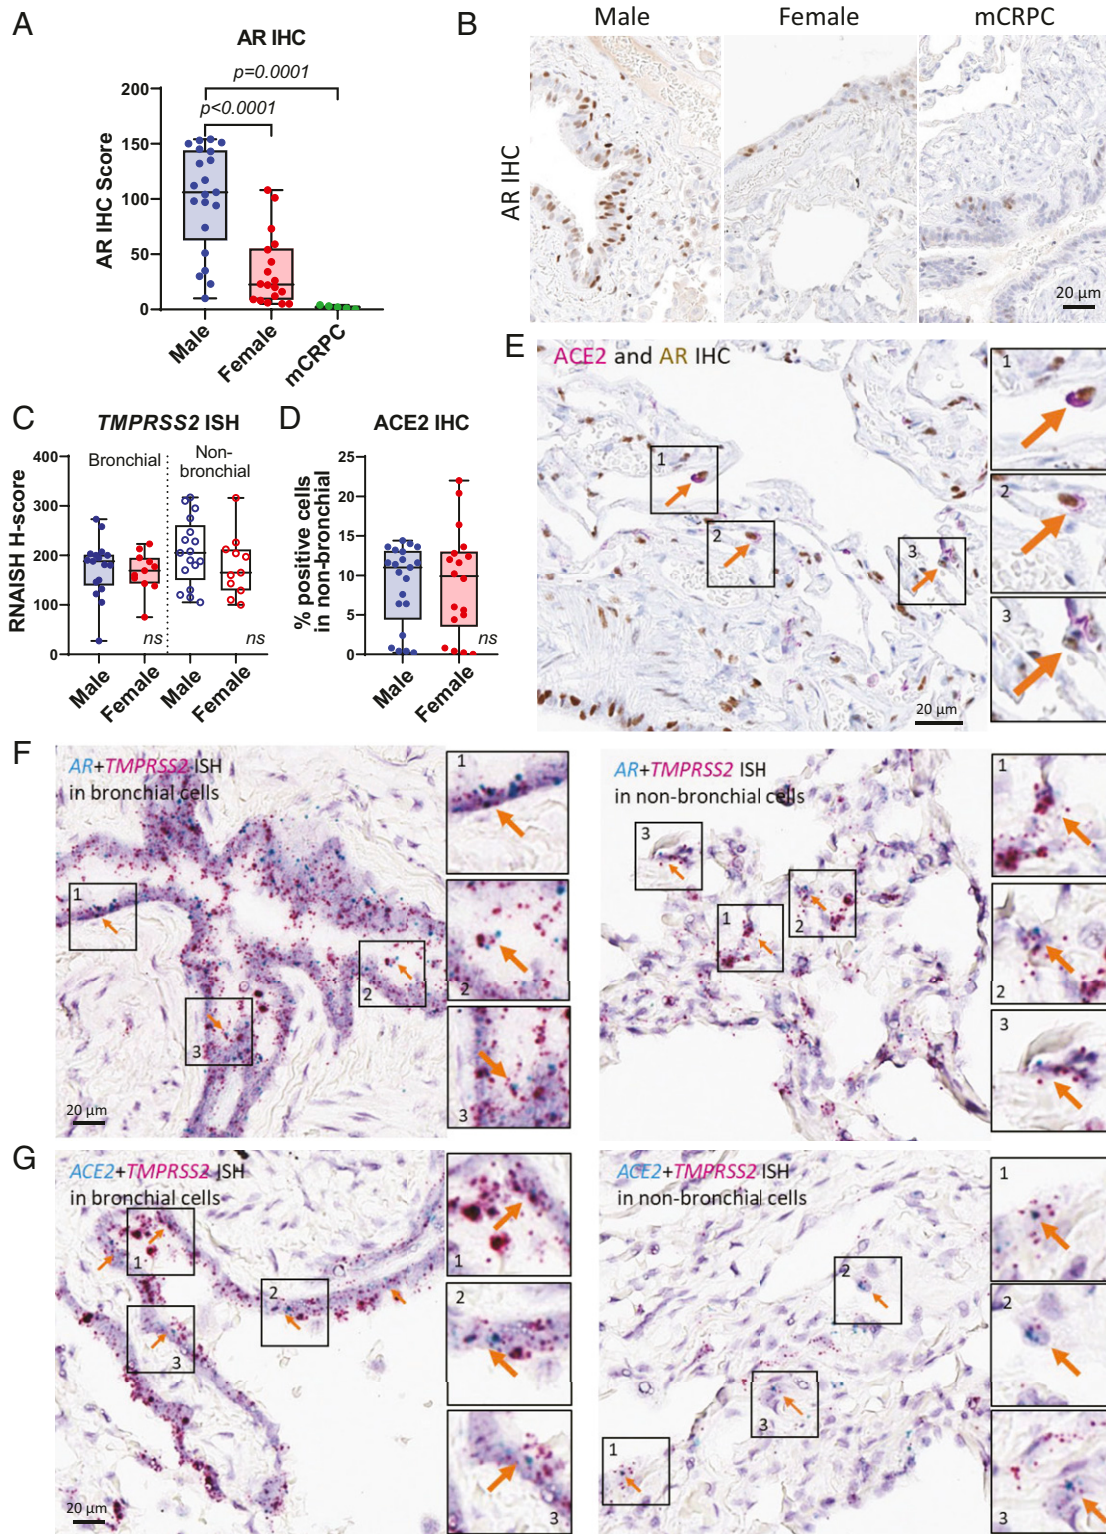 A
AR IHC
p=0.0001
p<0.0001
AR IHC Score
200
150
100
50
0
Male
Female
mCRPC
B
Male
Female
mCRPC
AR IHC
20 µm
C
TMPRSS2 ISH
Bronchial
Non-
bronchial
RNAISH H-score
400
300
200
100
0
ns
ns
Male
Female
Male
Female
D
ACE2 IHC
% positive cells
in non-bronchial
25
20
15
10
5
0
ns
Male
Female
E
ACE2 and AR IHC
1
2
3
20 µm
1
2
3
F
AR+TMPRSS2 ISH
in bronchial cells
1
2
3
20 µm
1
2
3
AR+TMPRSS2 ISH
in non-bronchial cells
3
1
2
1
2
3
G
ACE2+TMPRSS2 ISH
in bronchial cells
1
2
3
20 µm
1
2
3
ACE2+TMPRSS2 ISH
in non-bronchial cells
2
3
1
1
2
3